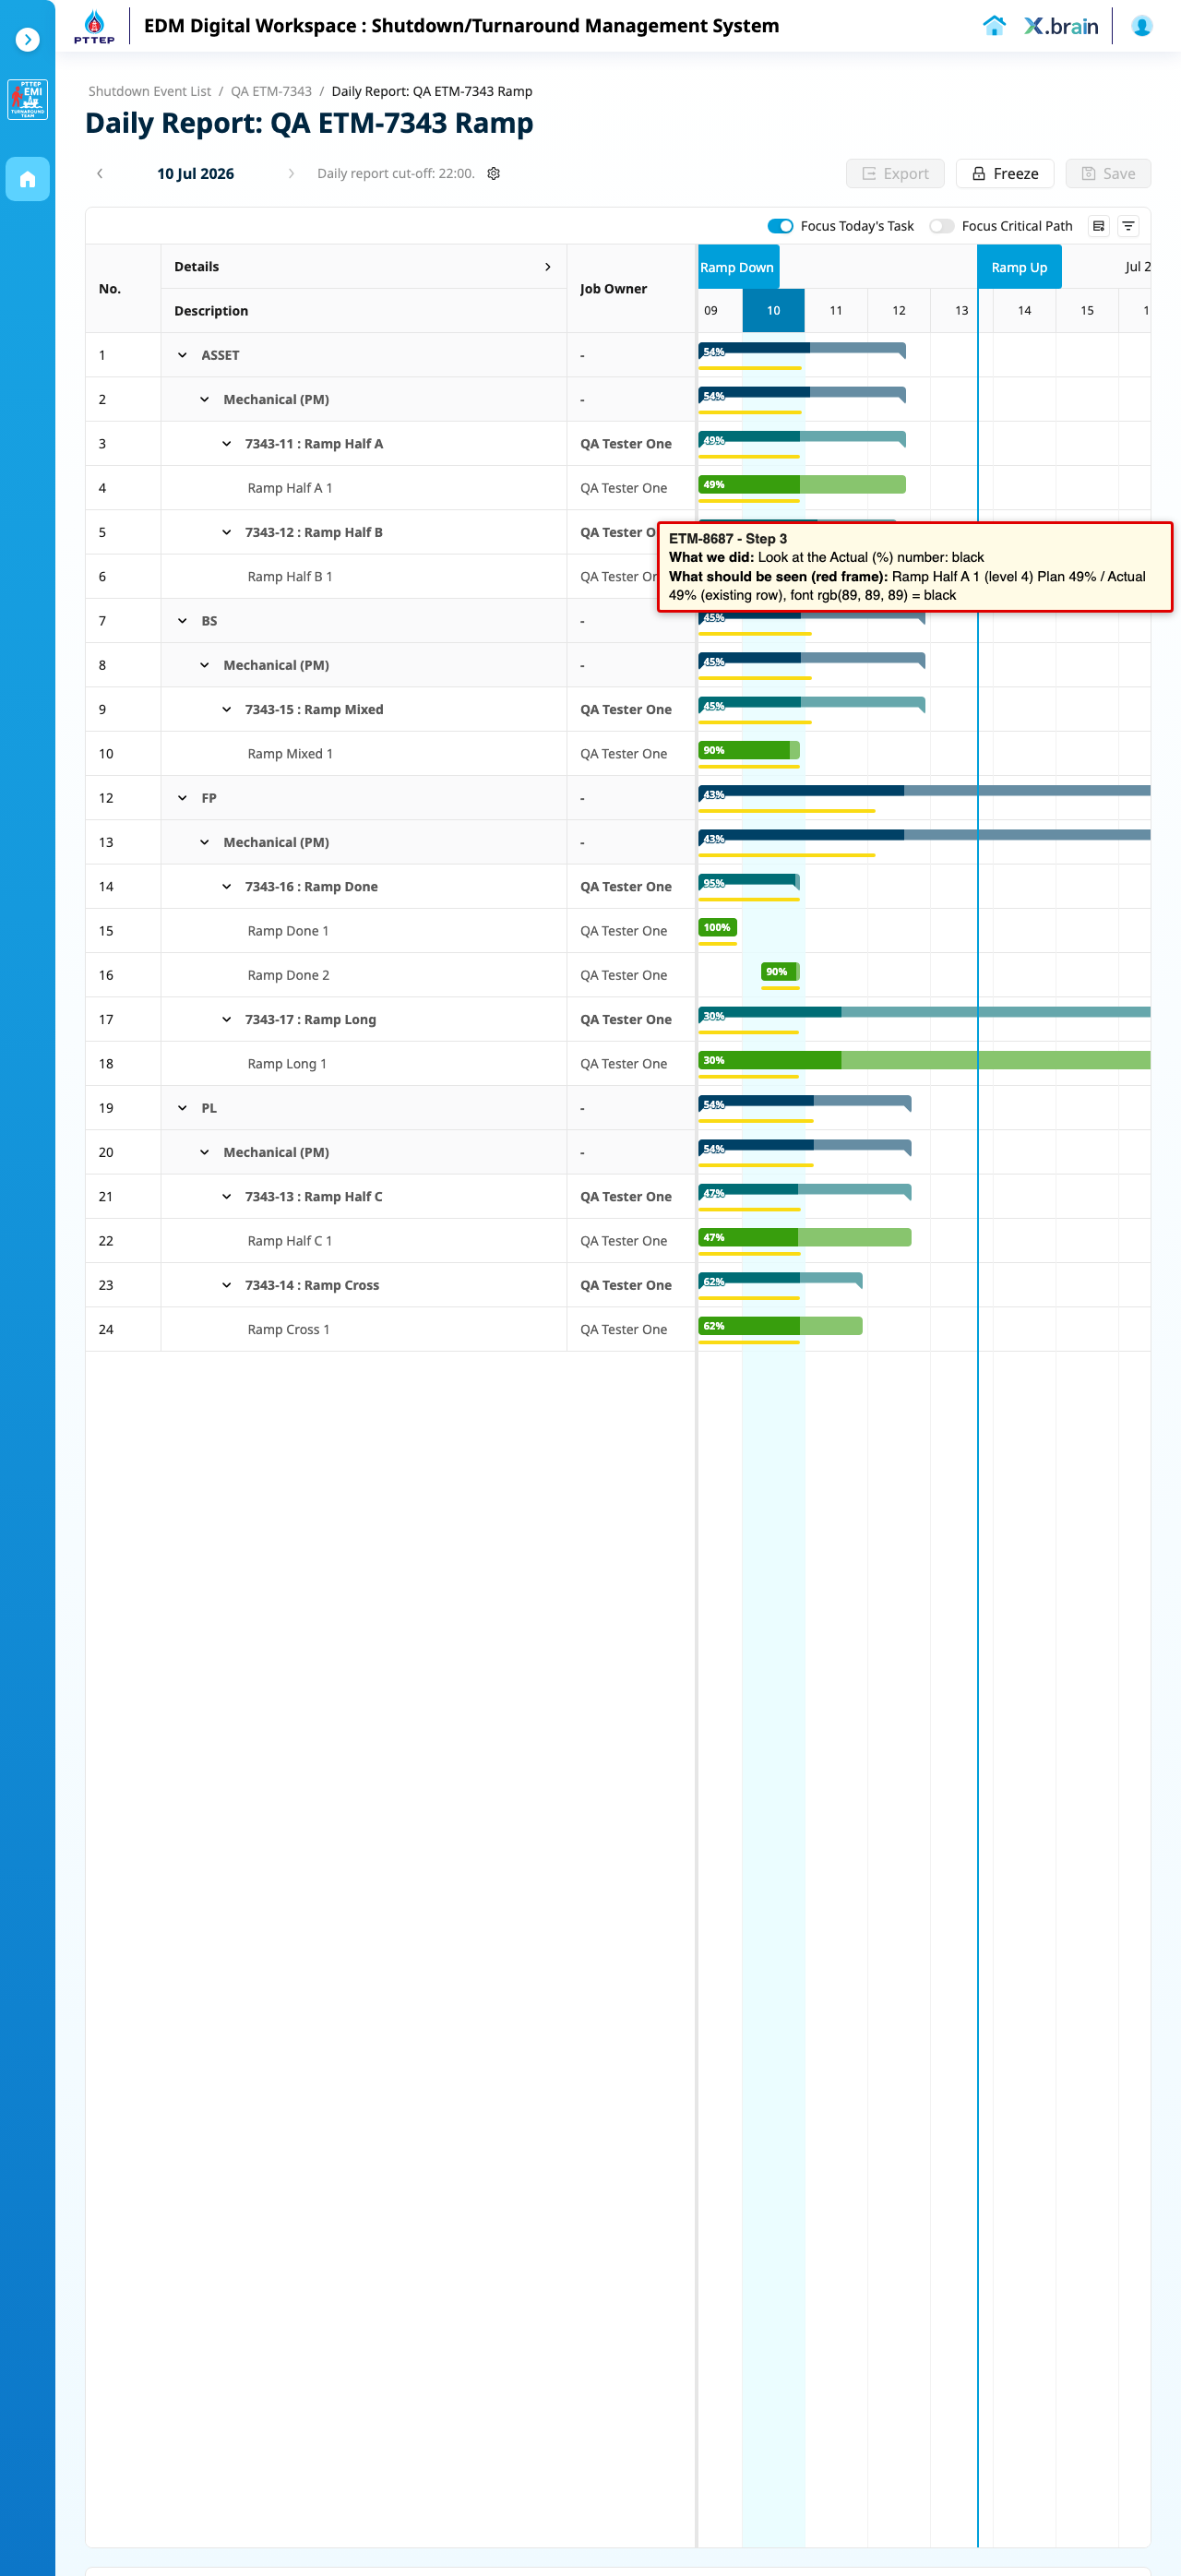 PTTEP
EDM Digital Workspace : Shutdown/Turnaround Management System
X.brain
PTTEP
EMI
TURNAROUND
TEAM
Shutdown Event List / QA ETM-7343 / Daily Report: QA ETM-7343 Ramp
Daily Report: QA ETM-7343 Ramp
10 Jul 2026
Daily report cut-off: 22:00.
Export
Freeze
Save
Focus Today's Task
Focus Critical Path
No.
Details
Description
Job Owner
Ramp Down
Ramp Up
Jul 2
09 10 11 12 13 14 15 1
1 ASSET - 54%
2 Mechanical (PM) - 54%
3 7343-11 : Ramp Half A QA Tester One 49%
4 Ramp Half A 1 QA Tester One 49%
5 7343-12 : Ramp Half B QA Tester O
6 Ramp Half B 1 QA Tester On
ETM-8687 - Step 3
What we did: Look at the Actual (%) number: black
What should be seen (red frame): Ramp Half A 1 (level 4) Plan 49% / Actual
49% (existing row), font rgb(89, 89, 89) = black
7 BS - 45%
8 Mechanical (PM) - 45%
9 7343-15 : Ramp Mixed QA Tester One 45%
10 Ramp Mixed 1 QA Tester One 90%
12 FP - 43%
13 Mechanical (PM) - 43%
14 7343-16 : Ramp Done QA Tester One 95%
15 Ramp Done 1 QA Tester One 100%
16 Ramp Done 2 QA Tester One 90%
17 7343-17 : Ramp Long QA Tester One 30%
18 Ramp Long 1 QA Tester One 30%
19 PL - 54%
20 Mechanical (PM) - 54%
21 7343-13 : Ramp Half C QA Tester One 47%
22 Ramp Half C 1 QA Tester One 47%
23 7343-14 : Ramp Cross QA Tester One 62%
24 Ramp Cross 1 QA Tester One 62%